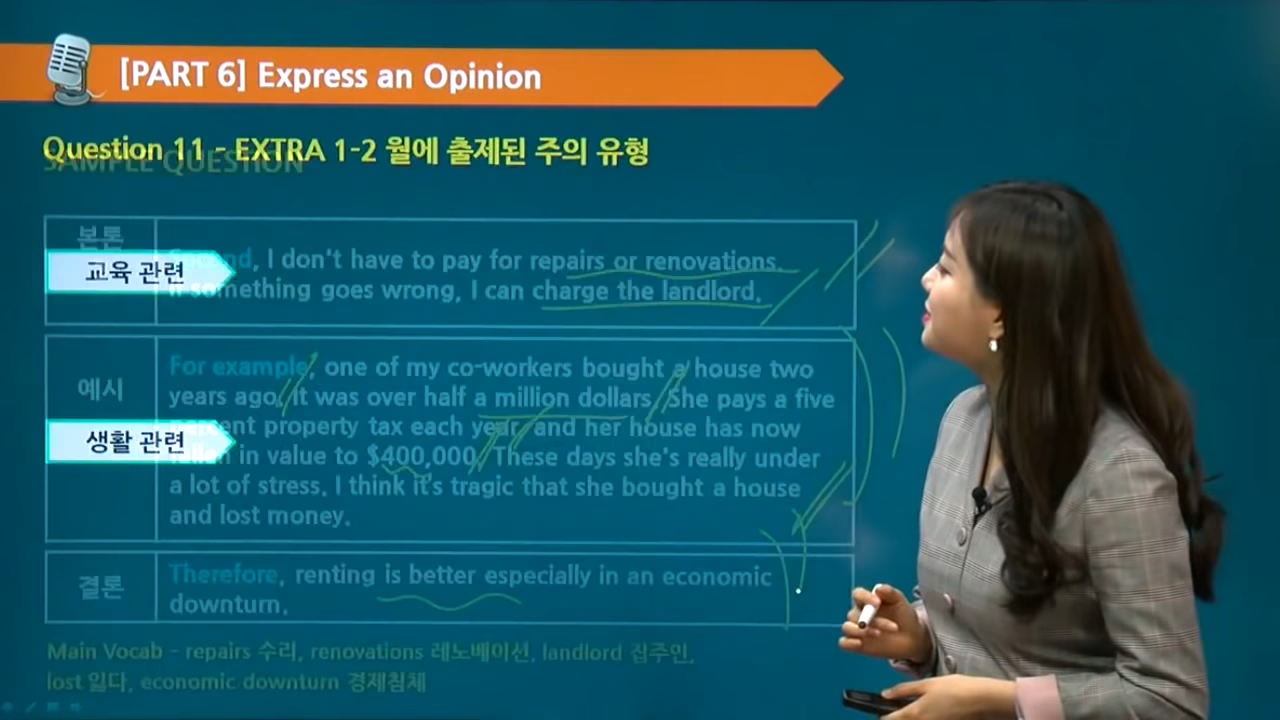 [PART 6] Express an Opinion
Question 11 - EXTRA 1-2 월에 출제된 주의 유형
SAMPLE QUESTION
본론
교육 관련
, I don't have to pay for repairs or renovations.
something goes wrong, I can charge the landlord.
예시
For example, one of my co-workers bought a house two
years ago. It was over half a million dollars. She pays a five
percent property tax each year, and her house has now
생활 관련
in value to $400,000. These days she's really under
a lot of stress. I think it's tragic that she bought a house
and lost money.
결론
Therefore, renting is better especially in an economic
downturn.
Main Vocab - repairs 수리, renovations 레노베이션, landlord 집주인,
lost 잃다, economic downturn 경제침체